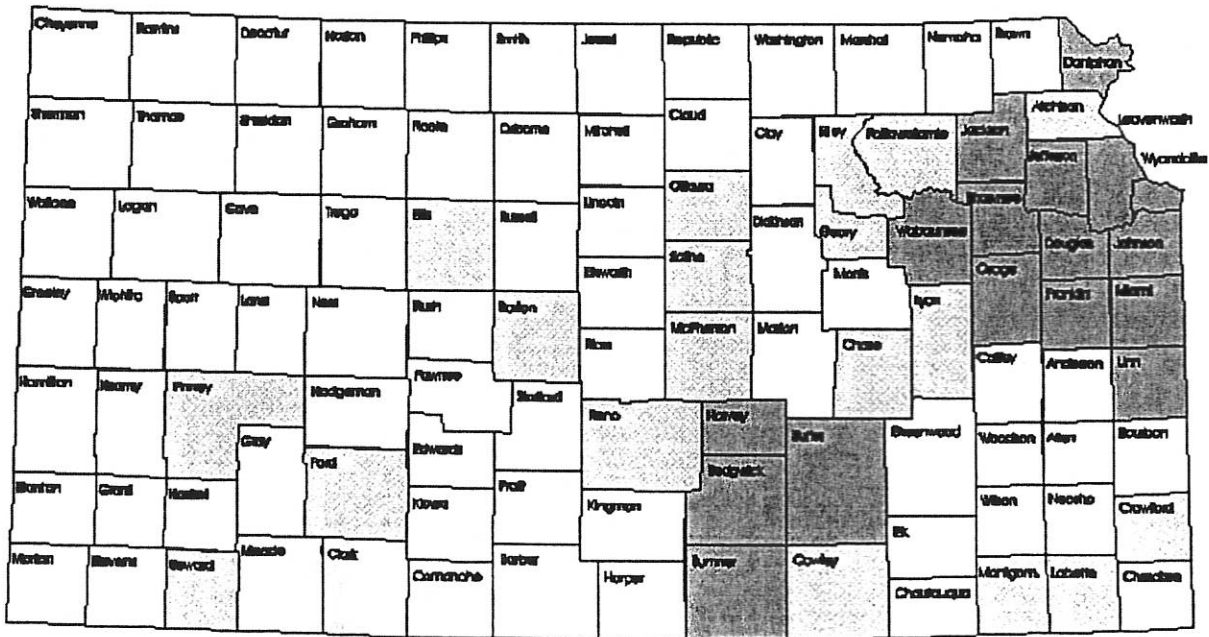 Cheyenne
Rawlins
Decatur
Norton
Phillips
Smith
Jewell
Republic
Washington
Marshall
Nemaha
Brown
Doniphan
Sherman
Thomas
Sheridan
Graham
Rooks
Osborne
Mitchell
Cloud
Clay
Riley
Pottawatomie
Jackson
Atchison
Leavenworth
Jefferson
Wyandotte
Wallace
Logan
Gove
Trego
Ellis
Russell
Lincoln
Ottawa
Dickinson
Geary
Wabaunsee
Shawnee
Douglas
Johnson
Saline
Ellsworth
Morris
Osage
Franklin
Miami
Greeley
Wichita
Scott
Lane
Ness
Rush
Barton
Rice
McPherson
Marion
Chase
Lyon
Coffey
Anderson
Linn
Hamilton
Kearny
Finney
Hodgeman
Pawnee
Stafford
Reno
Harvey
Butler
Greenwood
Woodson
Allen
Bourbon
Gray
Ford
Edwards
Sedgwick
Stanton
Grant
Haskell
Kiowa
Pratt
Kingman
Elk
Wilson
Neosho
Crawford
Morton
Stevens
Seward
Meade
Clark
Comanche
Barber
Harper
Sumner
Cowley
Chautauqua
Montgom.
Labette
Cherokee